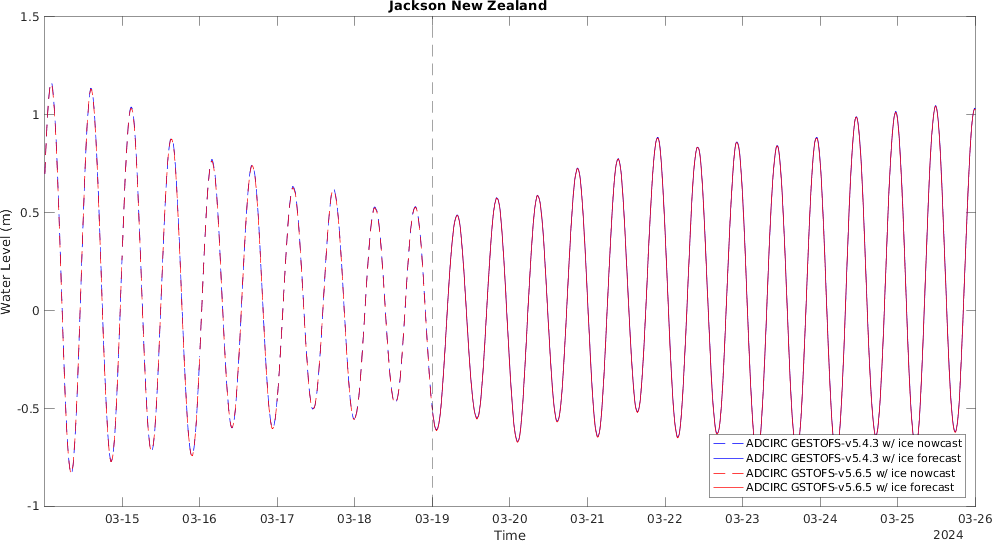 Jackson New Zealand
1.5
1
0.5
0
-0.5
-1
Water Level (m)
03-15
03-16
03-17
03-18
03-19
03-20
03-21
03-22
03-23
03-24
03-25
03-26
Time
2024
ADCIRC GESTOFS-v5.4.3 w/ ice nowcast
ADCIRC GESTOFS-v5.4.3 w/ ice forecast
ADCIRC GSTOFS-v5.6.5 w/ ice nowcast
ADCIRC GSTOFS-v5.6.5 w/ ice forecast